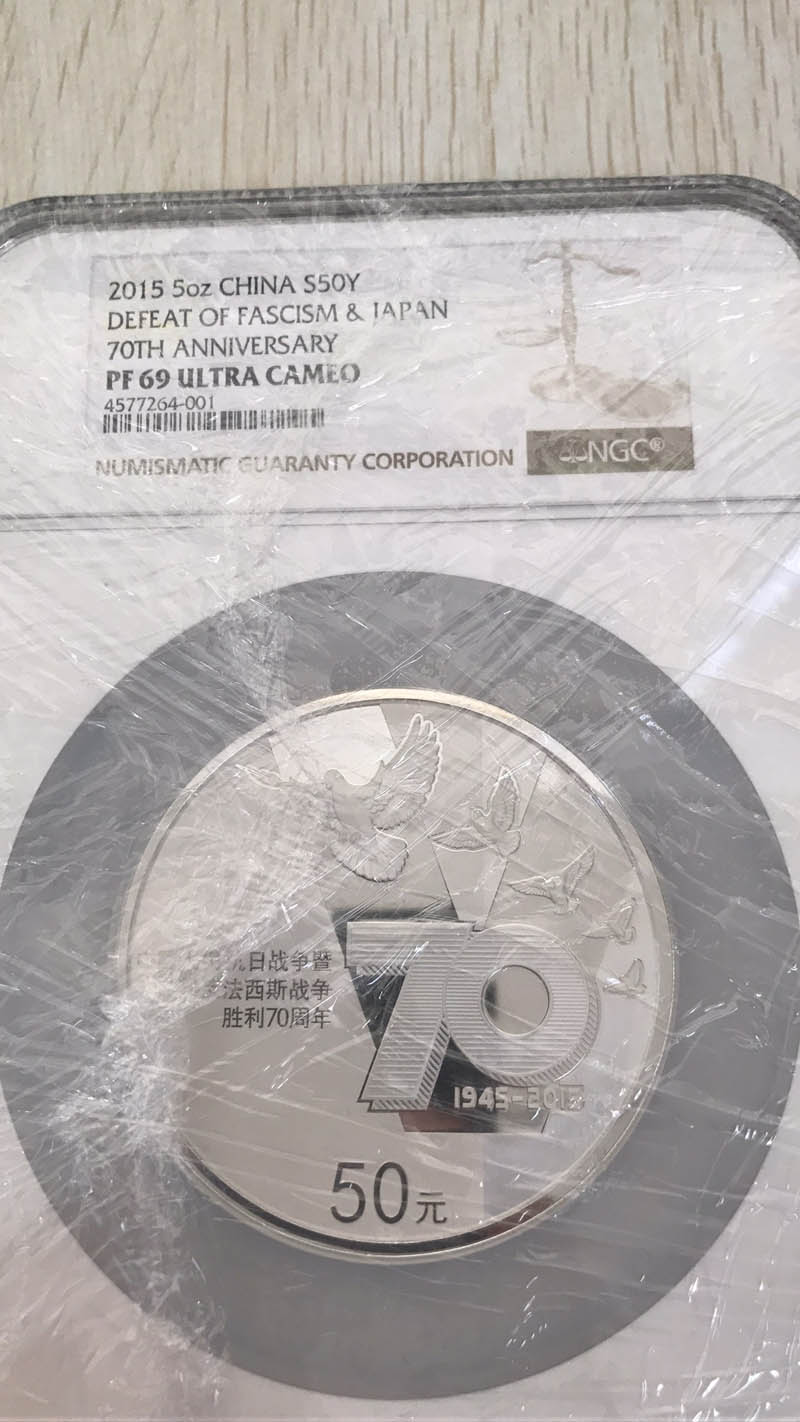 2015 5oz CHINA S50Y
DEFEAT OF FASCISM & JAPAN
70TH ANNIVERSARY
PF 69 ULTRA CAMEO
4577264-001
NUMISMATIC GUARANTY CORPORATION
NGC®
抗日战争暨
法西斯战争
胜利70周年
70
1945-2015
50元